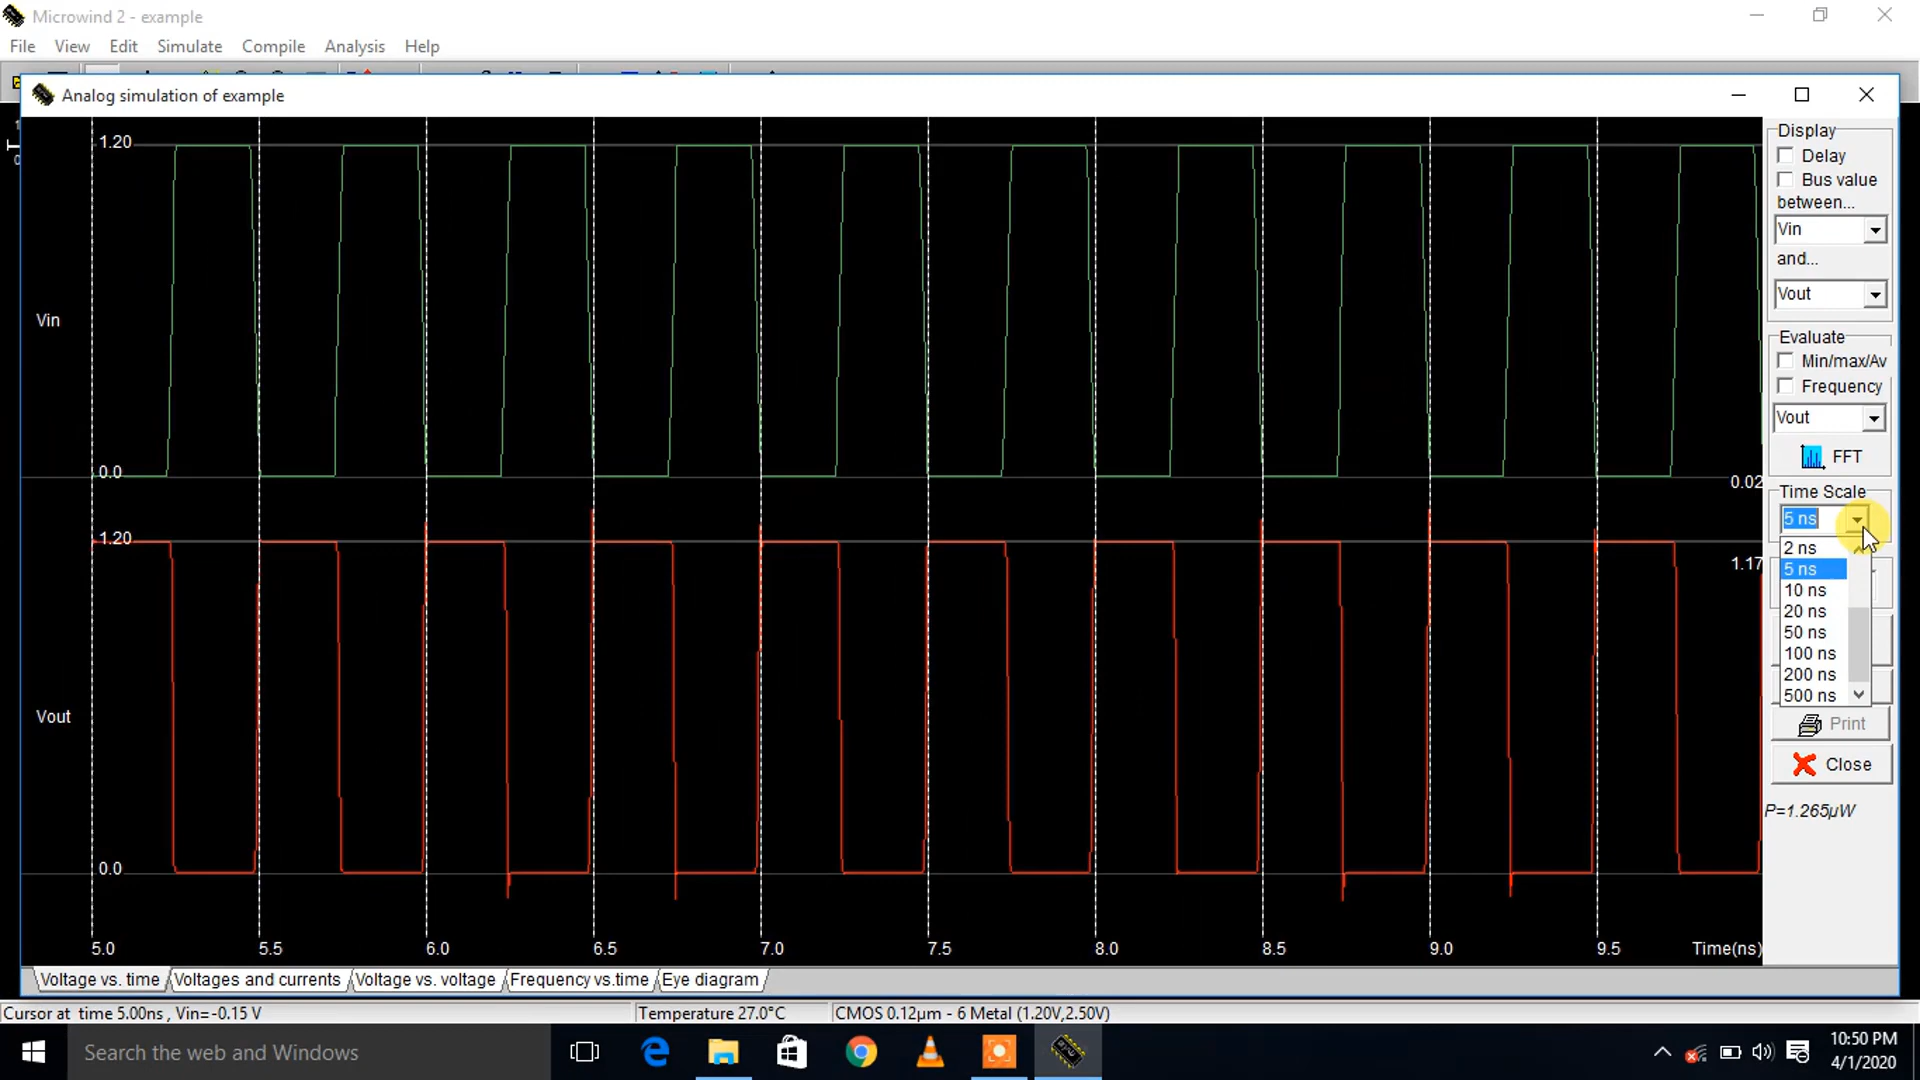 Microwind 2 - example
File View Edit Simulate Compile Analysis Help
Analog simulation of example
1.20
Vin
0.0
0.02
1.20
1.17
Vout
0.0
5.0 5.5 6.0 6.5 7.0 7.5 8.0 8.5 9.0 9.5 Time(ns)
Display
Delay
Bus value
between...
Vin
and...
Vout
Evaluate
Min/max/Av
Frequency
Vout
FFT
Time Scale
5 ns
2 ns
5 ns
10 ns
20 ns
50 ns
100 ns
200 ns
500 ns
Print
Close
P=1.265µW
Voltage vs. time Voltages and currents Voltage vs. voltage Frequency vs.time Eye diagram
Cursor at time 5.00ns , Vin=-0.15 V Temperature 27.0°C CMOS 0.12µm - 6 Metal (1.20V,2.50V)
Search the web and Windows
10:50 PM
4/1/2020